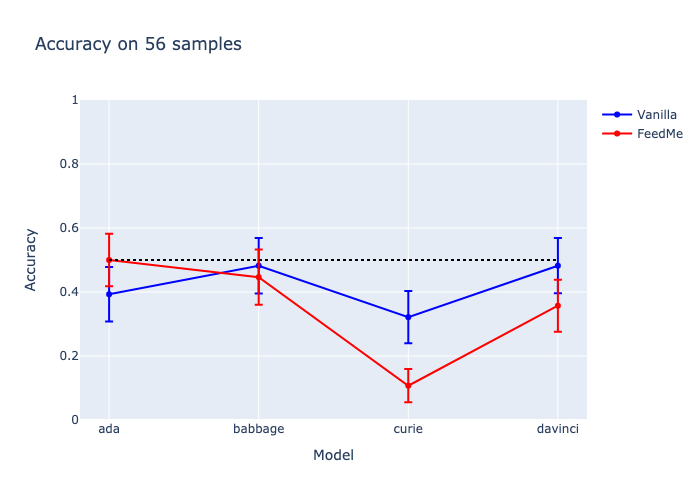 Accuracy on 56 samples
1
0.8
0.6
0.4
0.2
0
Accuracy
ada
babbage
curie
davinci
Model
Vanilla
FeedMe